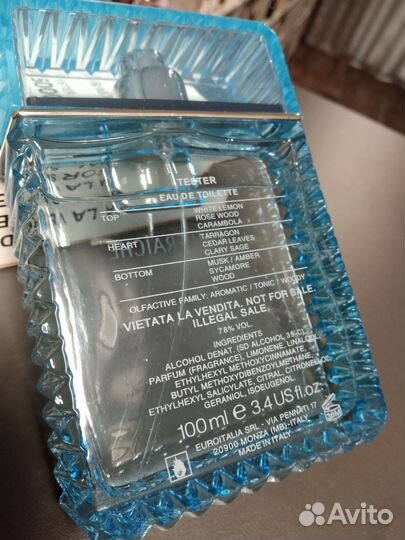 TESTER
EAU DE TOILETTE
TOP WHITE LEMON
ROSE WOOD
CARAMBOLA
HEART TARRAGON
CEDAR LEAVES
CLARY SAGE
BOTTOM MUSK / AMBER
SYCAMORE
WOOD
OLFACTIVE FAMILY: AROMATIC / TONIC / WOODY
VIETATA LA VENDITA, NOT FOR SALE,
ILLEGAL SALE.
78% VOL.
INGREDIENTS
ALCOHOL DENAT. (SD ALCOHOL 39-C),
PARFUM (FRAGRANCE), LIMONENE, LINALOOL,
ETHYLHEXYL METHOXYCINNAMATE,
BUTYL METHOXYDIBENZOYLMETHANE,
ETHYLHEXYL SALICYLATE, CITRAL, CITRONELLOL,
GERANIOL, ISOEUGENOL.
100ml e 3.4 US fl.oz.
EUROITALIA SRL - VIA PENNATI 17
20900 MONZA (MB)-ITALY
MADE IN ITALY
Avito